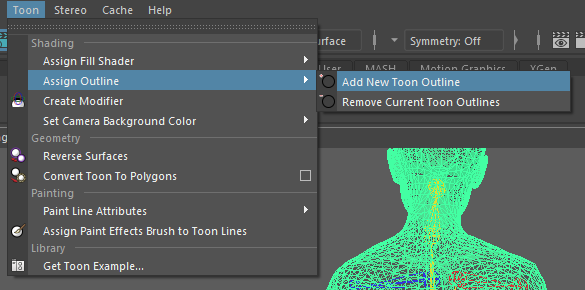 Toon Stereo Cache Help
Shading
Assign Fill Shader
Assign Outline
Create Modifier
Set Camera Background Color
Geometry
Reverse Surfaces
Convert Toon To Polygons
Painting
Paint Line Attributes
Assign Paint Effects Brush to Toon Lines
Library
Get Toon Example...
Symmetry: Off
MASH Motion Graphics XGen
Add New Toon Outline
Remove Current Toon Outlines